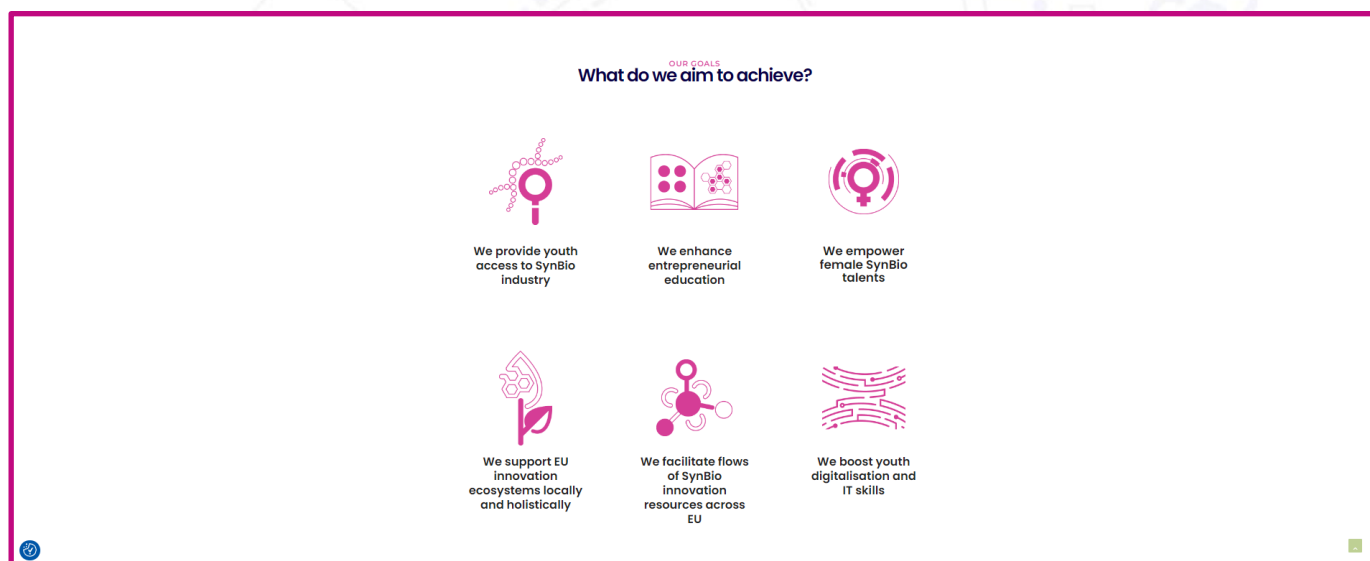 OUR GOALS
What do we aim to achieve?
We provide youth
access to SynBio
industry
We enhance
entrepreneurial
education
We empower
female SynBio
talents
We support EU
innovation
ecosystems locally
and holistically
We facilitate flows
of SynBio
innovation
resources across
EU
We boost youth
digitalisation and
IT skills